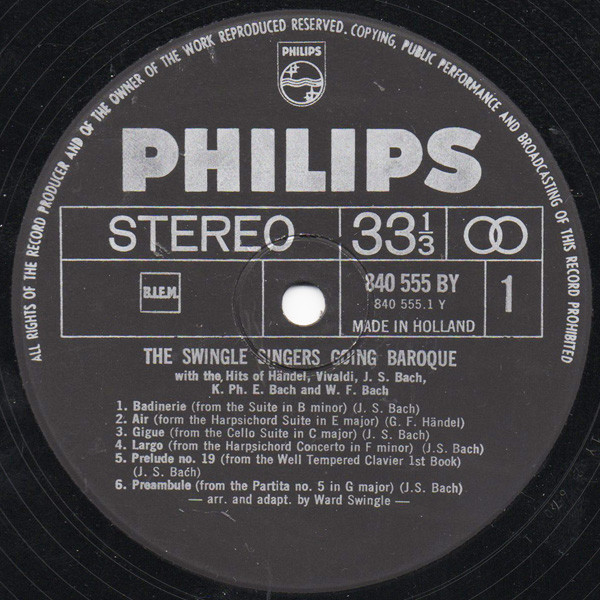 ALL RIGHTS OF THE RECORD PRODUCER AND OF THE OWNER OF THE WORK REPRODUCED RESERVED. COPYING, PUBLIC PERFORMANCE AND BROADCASTING OF THIS RECORD PROHIBITED
PHILIPS
PHILIPS
STEREO 33 1/3
B.I.E.M. 840 555 BY 1
840 555.1 Y
MADE IN HOLLAND
THE SWINGLE SINGERS GOING BAROQUE
with the Hits of Händel, Vivaldi, J. S. Bach,
K. Ph. E. Bach and W. F. Bach
1. Badinerie (from the Suite in B minor) (J. S. Bach)
2. Air (form the Harpsichord Suite in E major) (G. F. Händel)
3. Gigue (from the Cello Suite in C major) (J. S. Bach)
4. Largo (from the Harpsichord Concerto in F minor) (J.S. Bach)
5. Prelude no. 19 (from the Well Tempered Clavier 1st Book)
(J. S. Bach)
6. Preambule (from the Partita no. 5 in G major) (J.S. Bach)
— arr. and adapt. by Ward Swingle —